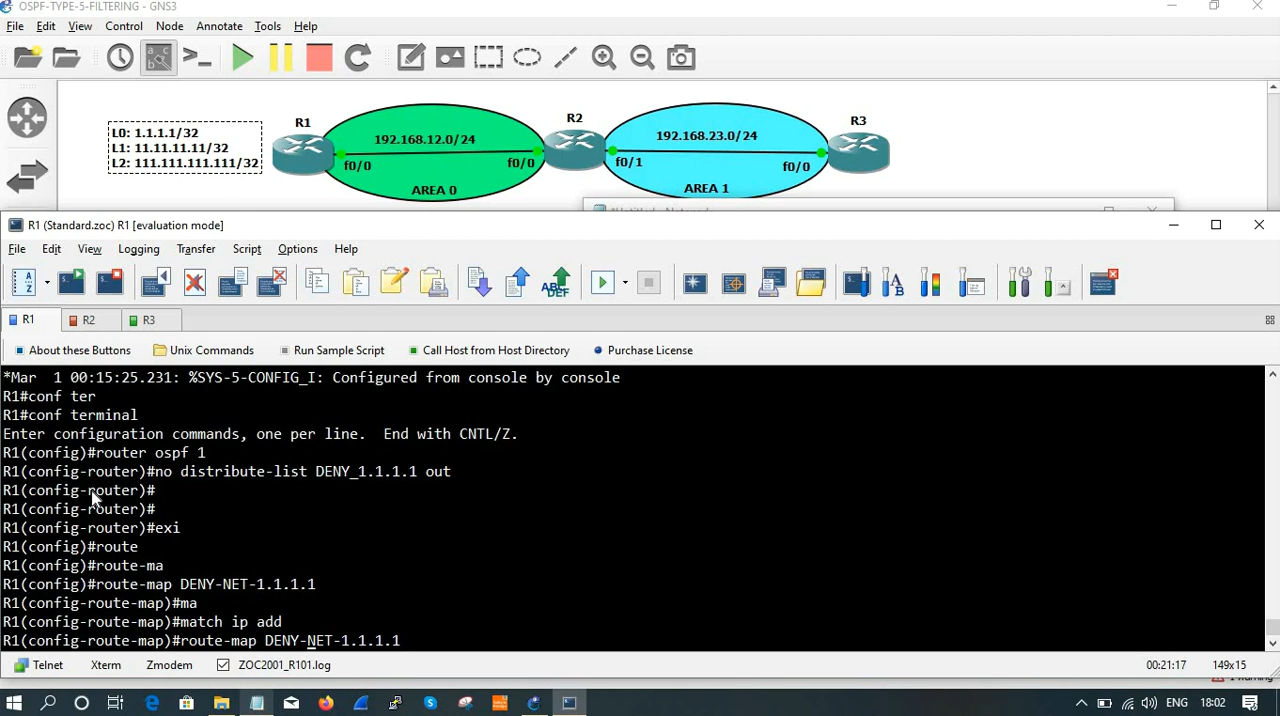 OSPF-TYPE-5-FILTERING - GNS3
File Edit View Control Annotate Tools Help
L0: 1.1.1.1/32
L1: 11.11.11.11/32
L2: 111.111.111.111/32
R1
192.168.12.0/24
f0/0
f0/0
AREA 0
R2
192.168.23.0/24
f0/1
f0/0
AREA 1
R3
R1 (Standard.zoc) R1 [evaluation mode]
File Edit View Logging Transfer Script Options Help
R1 R2 R3
About these Buttons Unix Commands Run Sample Script Call Host from Host Directory Purchase License
*Mar  1 00:15:25.231: %SYS-5-CONFIG_I: Configured from console by console
R1#conf ter
R1#conf terminal
Enter configuration commands, one per line.  End with CNTL/Z.
R1(config)#router ospf 1
R1(config-router)#no distribute-list DENY_1.1.1.1 out
R1(config-router)#
R1(config-router)#
R1(config-router)#exi
R1(config)#route
R1(config)#route-ma
R1(config)#route-map DENY-NET-1.1.1.1
R1(config-route-map)#ma
R1(config-route-map)#match ip add
R1(config-route-map)#route-map DENY-NET-1.1.1.1
Telnet Xterm Zmodem ZOC2001_R101.log 00:21:17 149x15
ENG 18:02